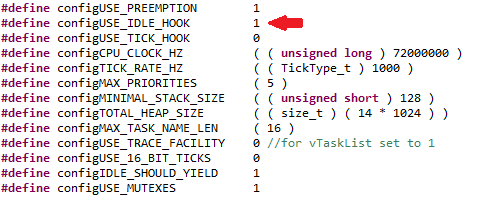 #define configUSE_PREEMPTION 1
#define configUSE_IDLE_HOOK 1
#define configUSE_TICK_HOOK 0
#define configCPU_CLOCK_HZ ( ( unsigned long ) 72000000 )
#define configTICK_RATE_HZ ( ( TickType_t ) 1000 )
#define configMAX_PRIORITIES ( 5 )
#define configMINIMAL_STACK_SIZE ( ( unsigned short ) 128 )
#define configTOTAL_HEAP_SIZE ( ( size_t ) ( 14 * 1024 ) )
#define configMAX_TASK_NAME_LEN ( 16 )
#define configUSE_TRACE_FACILITY 0 //for vTaskList set to 1
#define configUSE_16_BIT_TICKS 0
#define configIDLE_SHOULD_YIELD 1
#define configUSE_MUTEXES 1